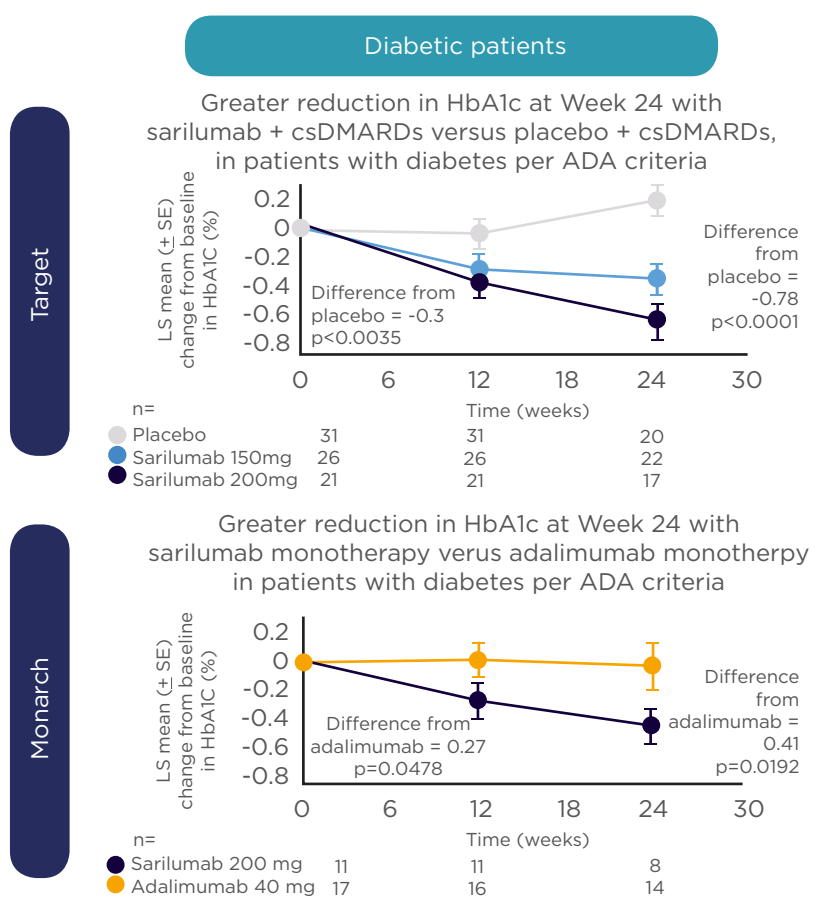 Diabetic patients
Target
Greater reduction in HbA1c at Week 24 with
sarilumab + csDMARDs versus placebo + csDMARDs,
in patients with diabetes per ADA criteria
LS mean (± SE)
change from baseline
in HbA1C (%)
0.2
0
-0.2
-0.4
-0.6
-0.8
Difference from
placebo = -0.3
p<0.0035
Difference
from
placebo =
-0.78
p<0.0001
0 6 12 18 24 30
n=
Time (weeks)
Placebo 31 31 20
Sarilumab 150mg 26 26 22
Sarilumab 200mg 21 21 17
Monarch
Greater reduction in HbA1c at Week 24 with
sarilumab monotherapy verus adalimumab monotherpy
in patients with diabetes per ADA criteria
LS mean (± SE)
change from baseline
in HbA1C (%)
0.2
0
-0.2
-0.4
-0.6
-0.8
Difference from
adalimumab = 0.27
p=0.0478
Difference
from
adalimumab =
0.41
p=0.0192
0 6 12 18 24 30
n=
Time (weeks)
Sarilumab 200 mg 11 11 8
Adalimumab 40 mg 17 16 14